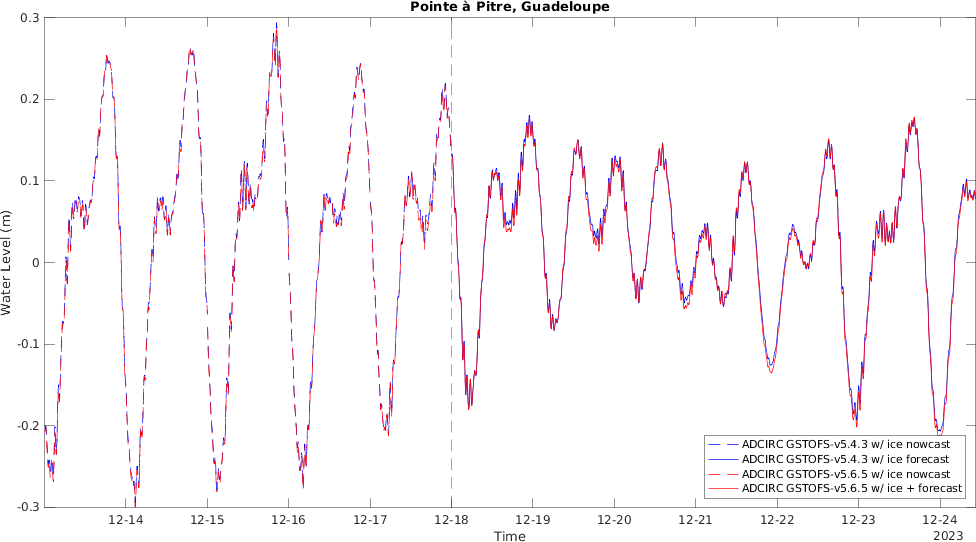 Pointe à Pitre, Guadeloupe
0.3
0.2
0.1
0
-0.1
-0.2
-0.3
Water Level (m)
12-14 12-15 12-16 12-17 12-18 12-19 12-20 12-21 12-22 12-23 12-24
2023
Time
ADCIRC GSTOFS-v5.4.3 w/ ice nowcast
ADCIRC GSTOFS-v5.4.3 w/ ice forecast
ADCIRC GSTOFS-v5.6.5 w/ ice nowcast
ADCIRC GSTOFS-v5.6.5 w/ ice + forecast